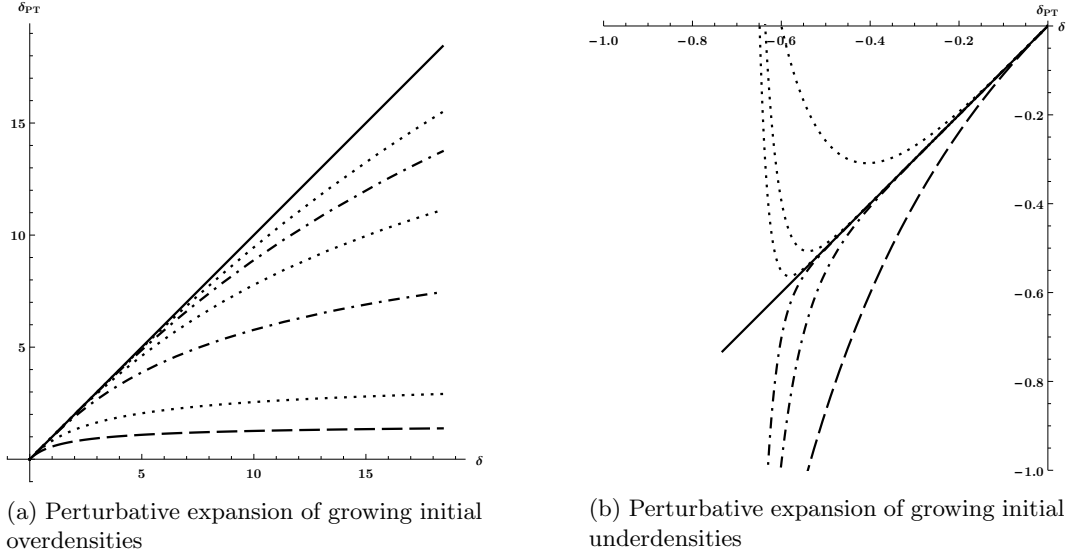 δPT
15
10
5
5
10
15
δ
(a) Perturbative expansion of growing initial
overdensities
δPT
-1.0
-0.8
-0.6
-0.4
-0.2
δ
-0.2
-0.4
-0.6
-0.8
-1.0
(b) Perturbative expansion of growing initial
underdensities